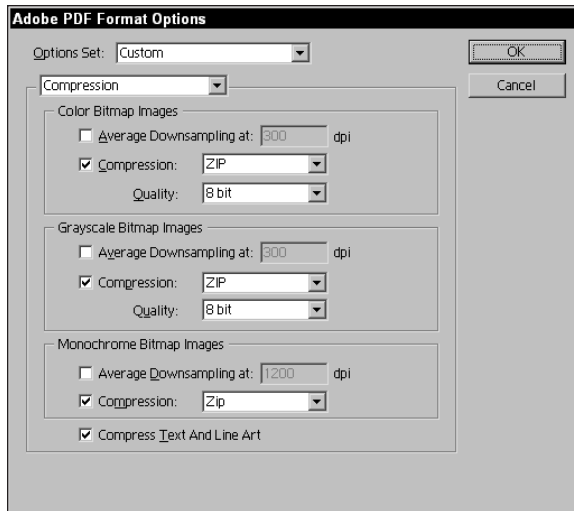 Adobe PDF Format Options
Options Set: Custom
OK
Compression
Cancel
Color Bitmap Images
Average Downsampling at: 300 dpi
Compression: ZIP
Quality: 8 bit
Grayscale Bitmap Images
Average Downsampling at: 300 dpi
Compression: ZIP
Quality: 8 bit
Monochrome Bitmap Images
Average Downsampling at: 1200 dpi
Compression: Zip
Compress Text And Line Art